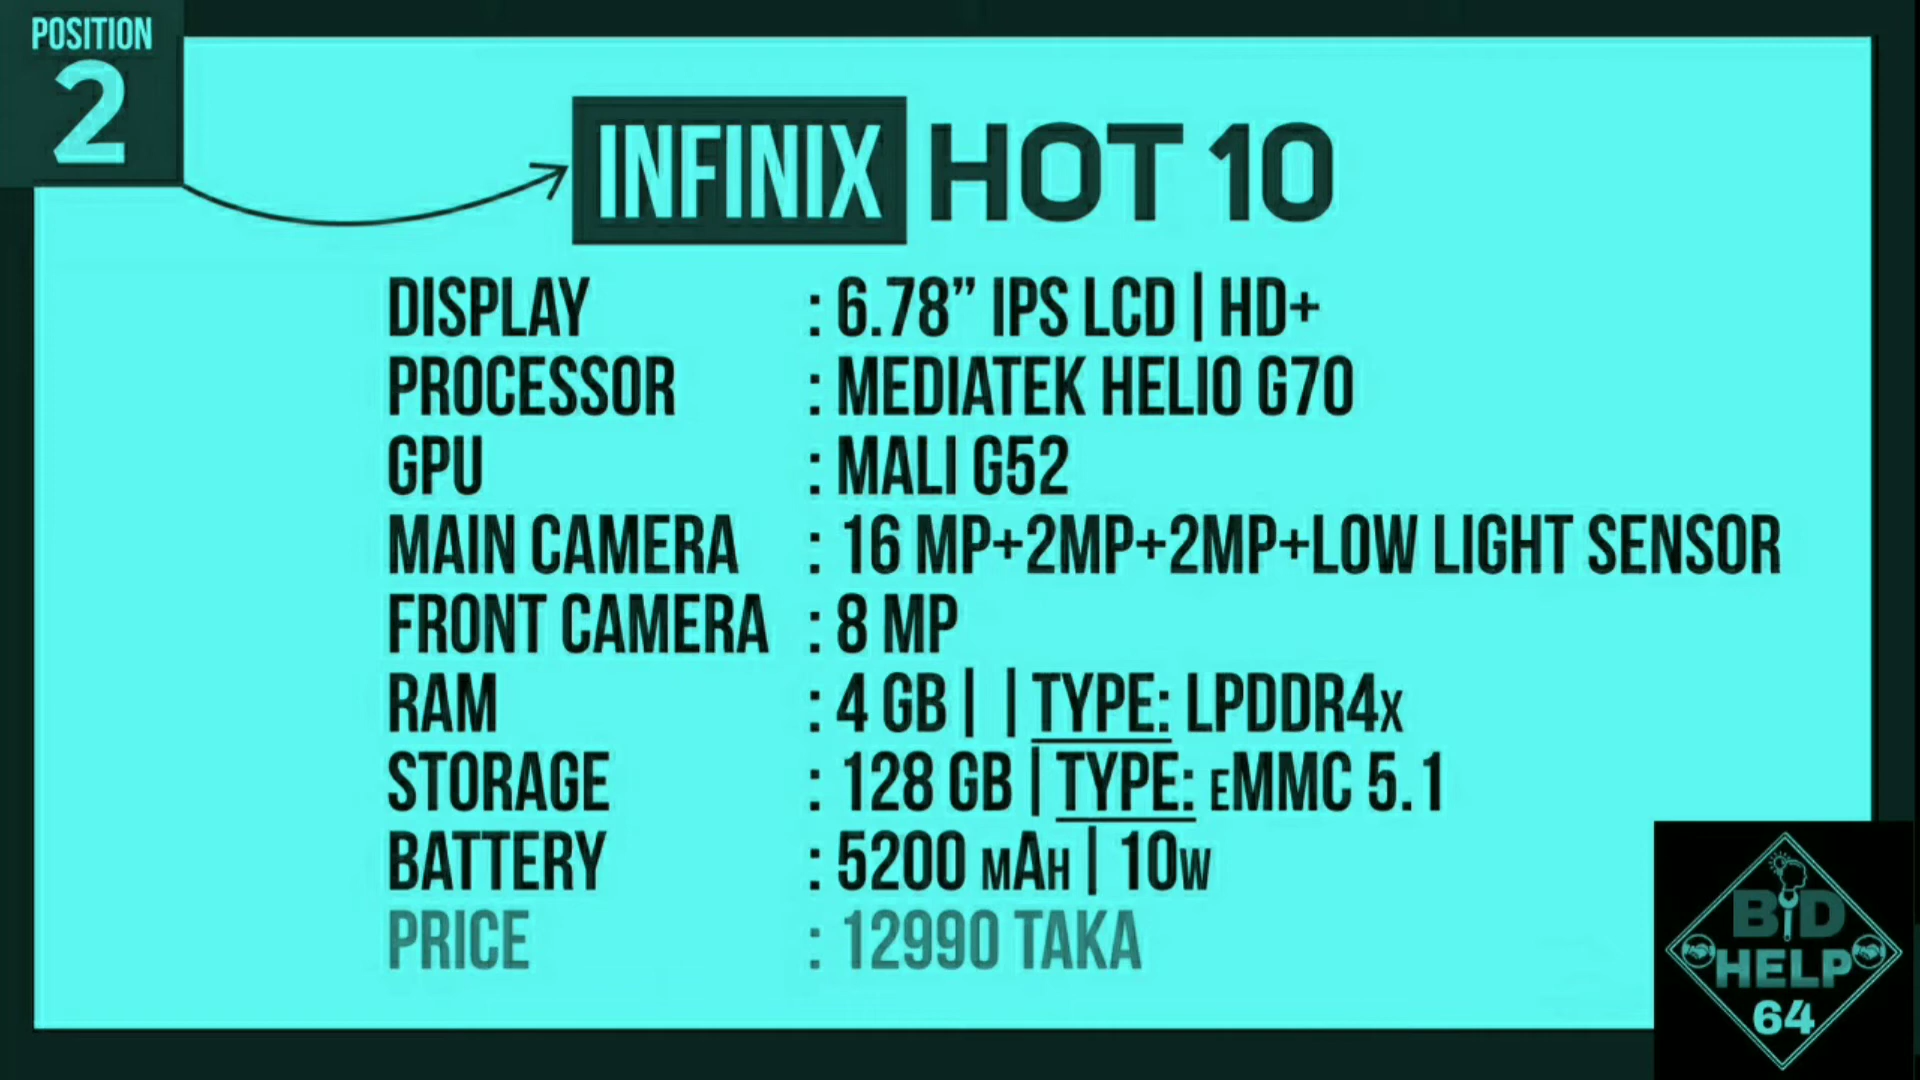 POSITION
2
INFINIX HOT 10
DISPLAY : 6.78” IPS LCD | HD+
PROCESSOR : MEDIATEK HELIO G70
GPU : MALI G52
MAIN CAMERA : 16 MP+2MP+2MP+LOW LIGHT SENSOR
FRONT CAMERA : 8 MP
RAM : 4 GB | | TYPE: LPDDR4X
STORAGE : 128 GB | TYPE: EMMC 5.1
BATTERY : 5200 MAH | 10W
PRICE : 12990 TAKA
BID
HELP
64